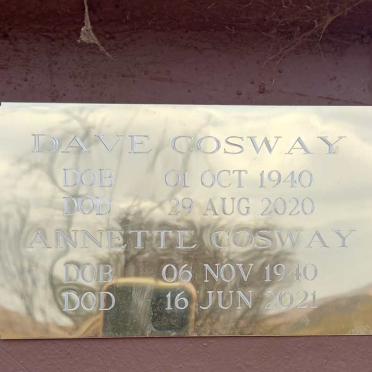 DAVE COSWAY
DOB 01 OCT 1940
DOD 29 AUG 2020
ANNETTE COSWAY
DOB 06 NOV 1940
DOD 16 JUN 2021